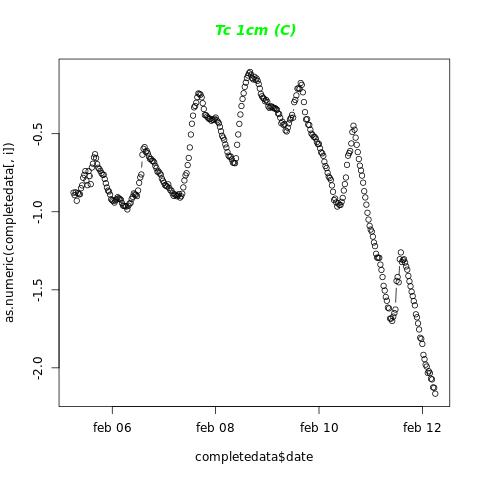 Tc 1cm (C)
as.numeric(completedata[, i])
-0.5
-1.0
-1.5
-2.0
feb 06 feb 08 feb 10 feb 12
completedata$date